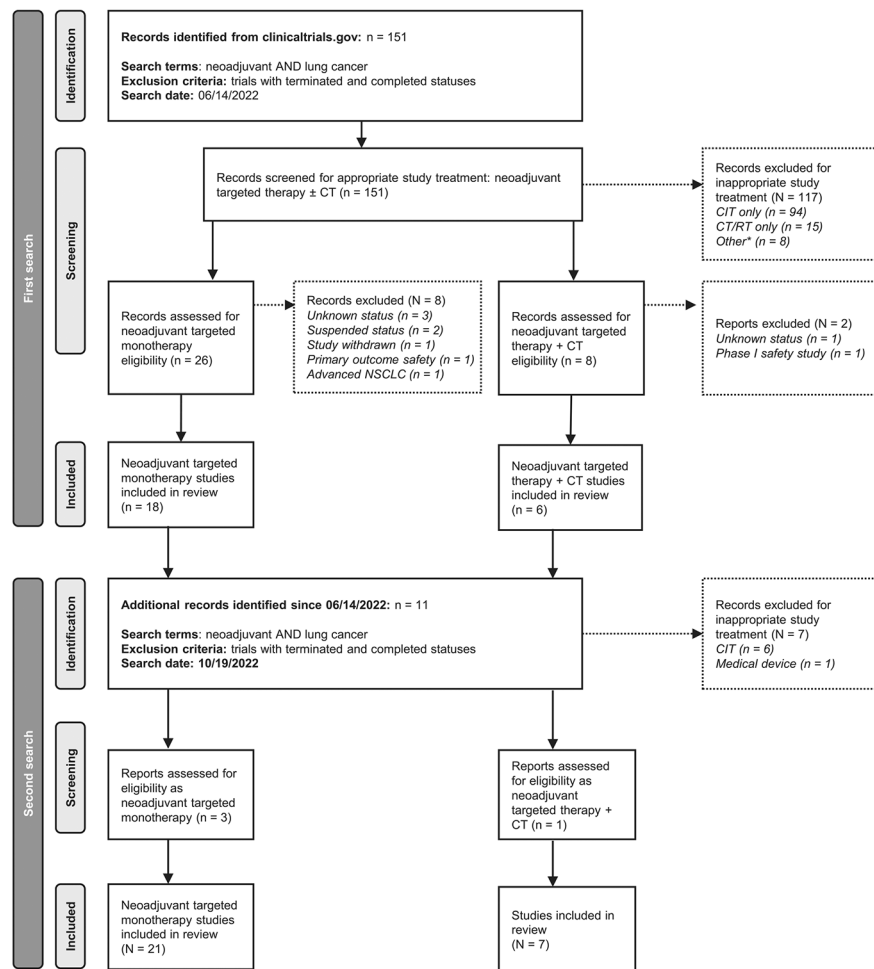 First search
Identification
Records identified from clinicaltrials.gov: n = 151
Search terms: neoadjuvant AND lung cancer
Exclusion criteria: trials with terminated and completed statuses
Search date: 06/14/2022
Screening
Records screened for appropriate study treatment: neoadjuvant
targeted therapy ± CT (n = 151)
Records excluded for
inappropriate study
treatment (N = 117)
CIT only (n = 94)
CT/RT only (n = 15)
Other* (n = 8)
Records assessed for
neoadjuvant targeted
monotherapy
eligibility
(n = 26)
Records excluded (N = 8)
Unknown status (n = 3)
Suspended status (n = 2)
Study withdrawn (n = 1)
Primary outcome safety (n = 1)
Advanced NSCLC (n = 1)
Records assessed for
neoadjuvant targeted
therapy + CT
eligibility
(n = 8)
Reports excluded (N = 2)
Unknown status (n = 1)
Phase I safety study (n = 1)
Included
Neoadjuvant targeted
monotherapy studies
included in review
(n = 18)
Neoadjuvant targeted
therapy + CT studies
included in review
(n = 6)
Second search
Identification
Additional records identified since 06/14/2022: n = 11
Search terms: neoadjuvant AND lung cancer
Exclusion criteria: trials with terminated and completed statuses
Search date: 10/19/2022
Records excluded for
inappropriate study
treatment (N = 7)
CIT (n = 6)
Medical device (n = 1)
Screening
Reports assessed for
eligibility as
neoadjuvant targeted
monotherapy (n = 3)
Reports assessed
for eligibility as
neoadjuvant
targeted therapy +
CT (n = 1)
Included
Neoadjuvant targeted
monotherapy studies
included in review
(N = 21)
Studies included in
review
(N = 7)